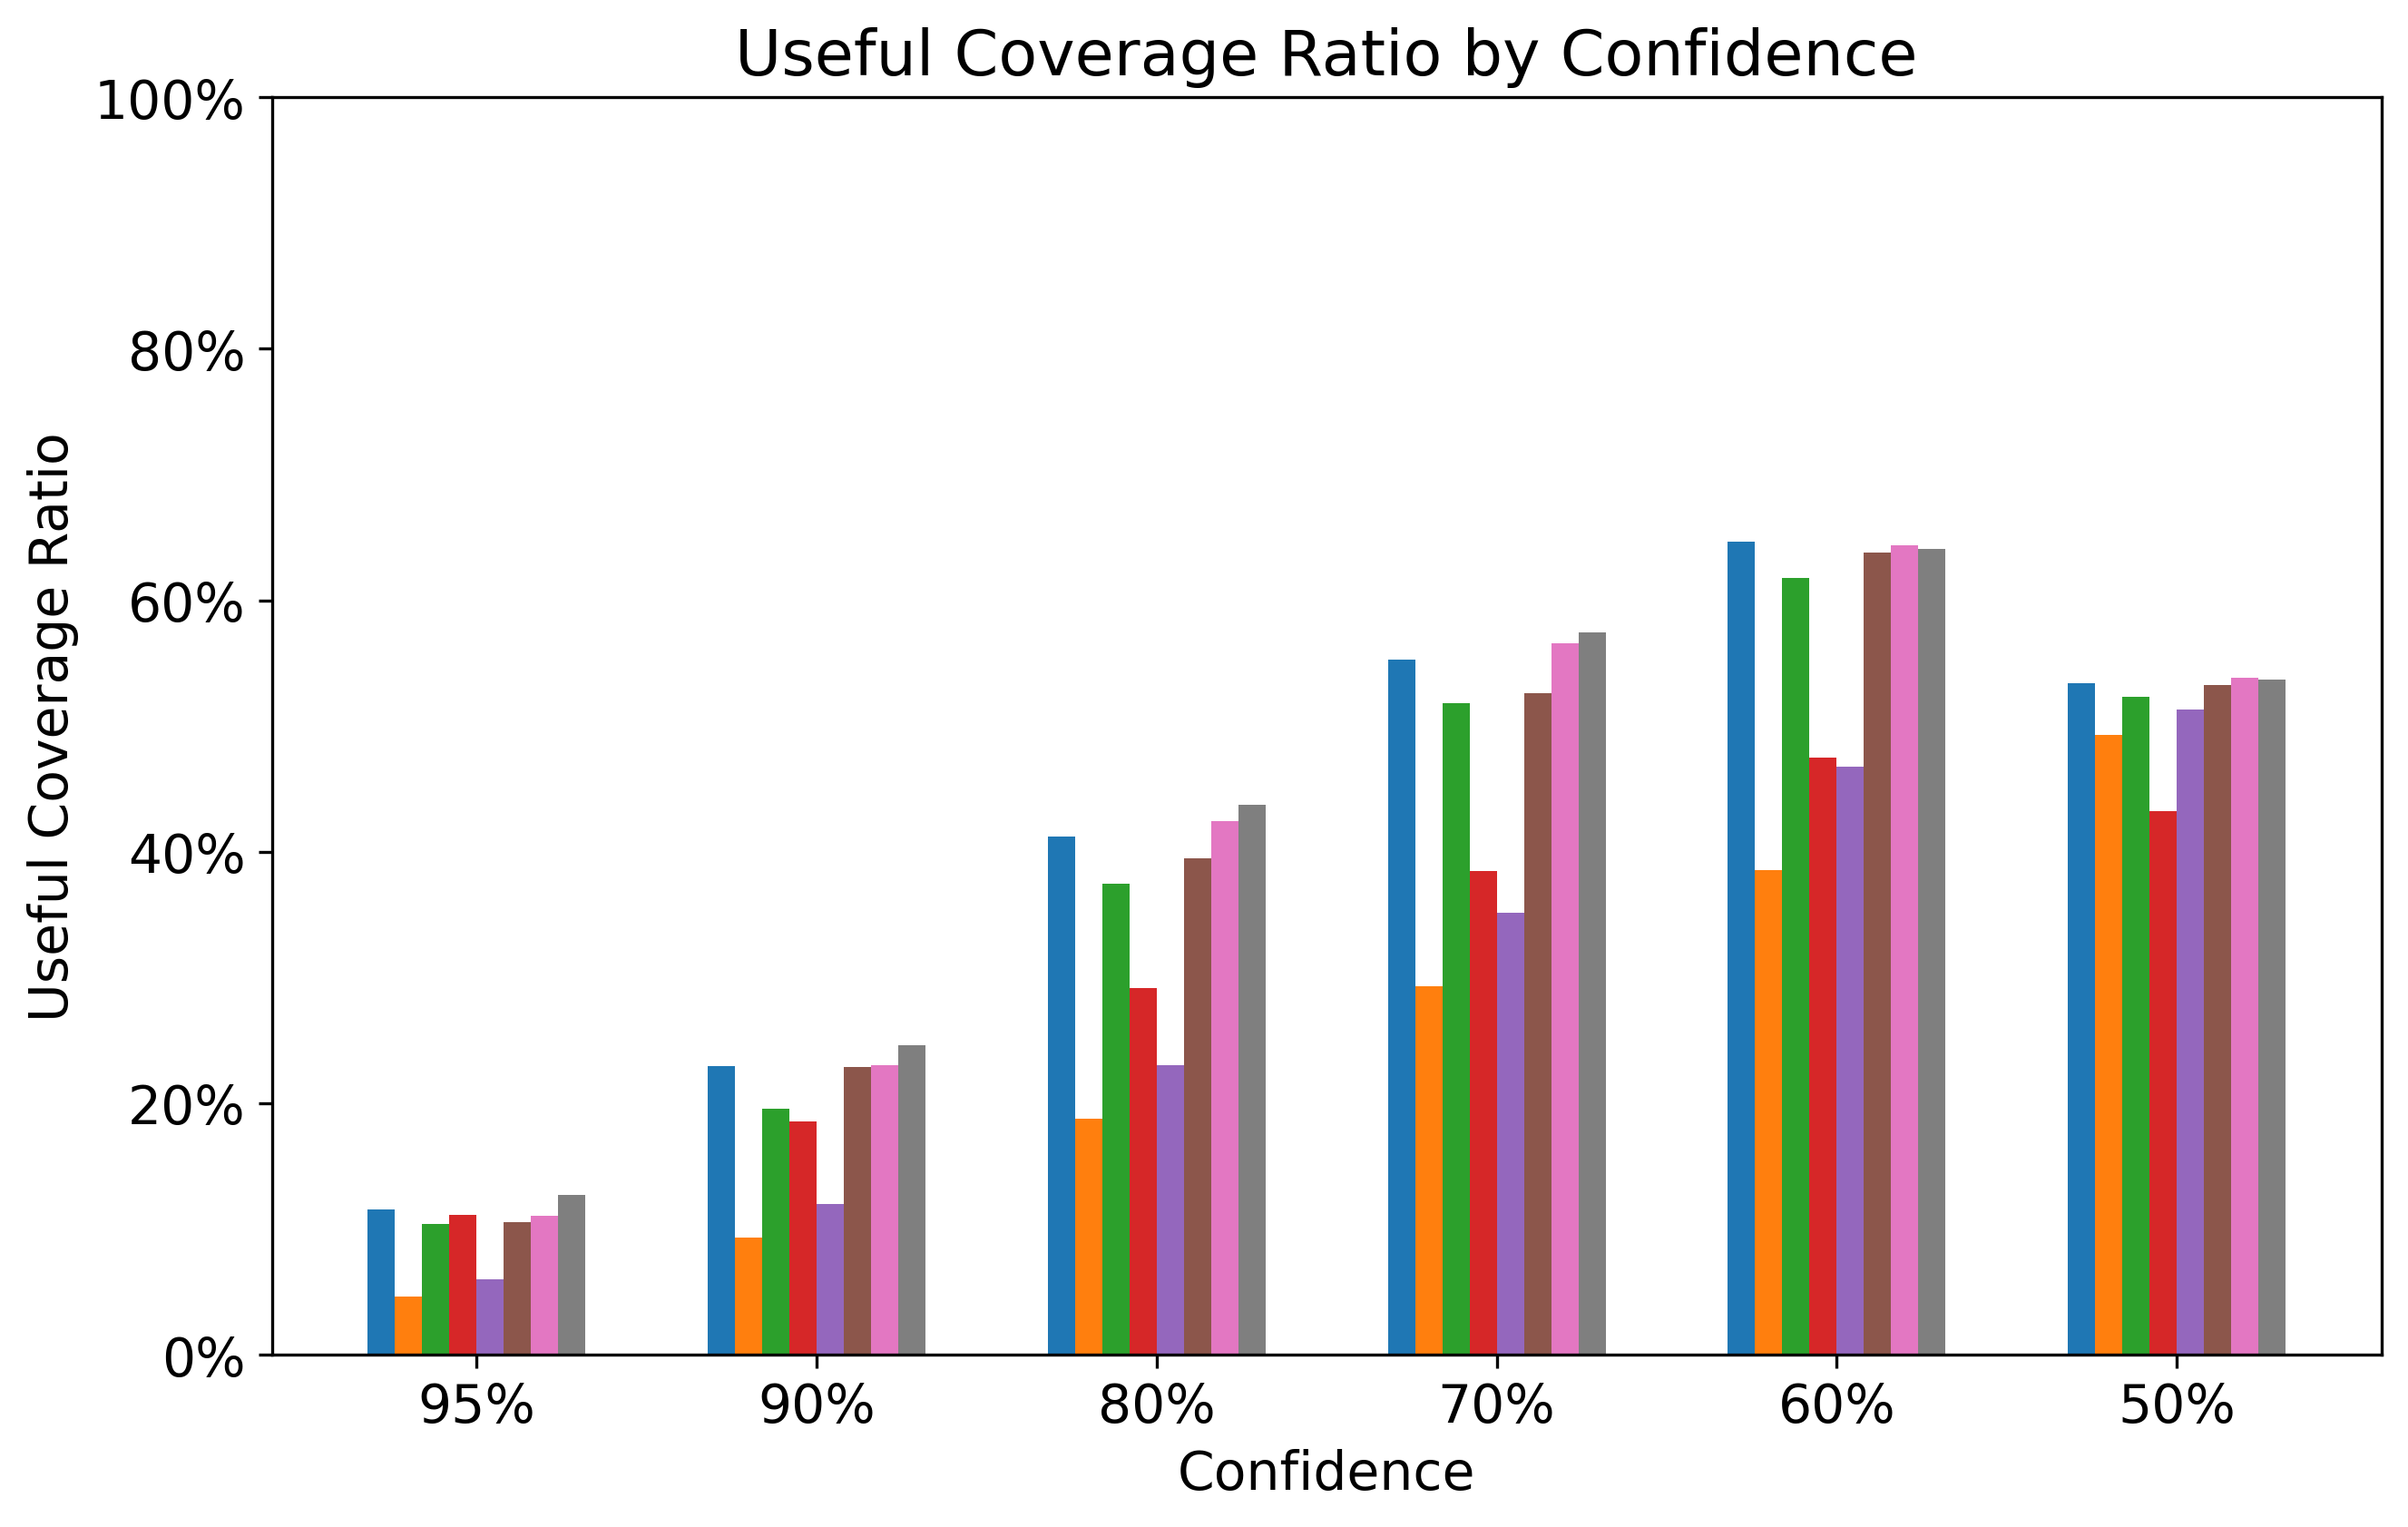 Useful Coverage Ratio by Confidence
100%
80%
60%
40%
20%
0%
Useful Coverage Ratio
95% 90% 80% 70% 60% 50%
Confidence